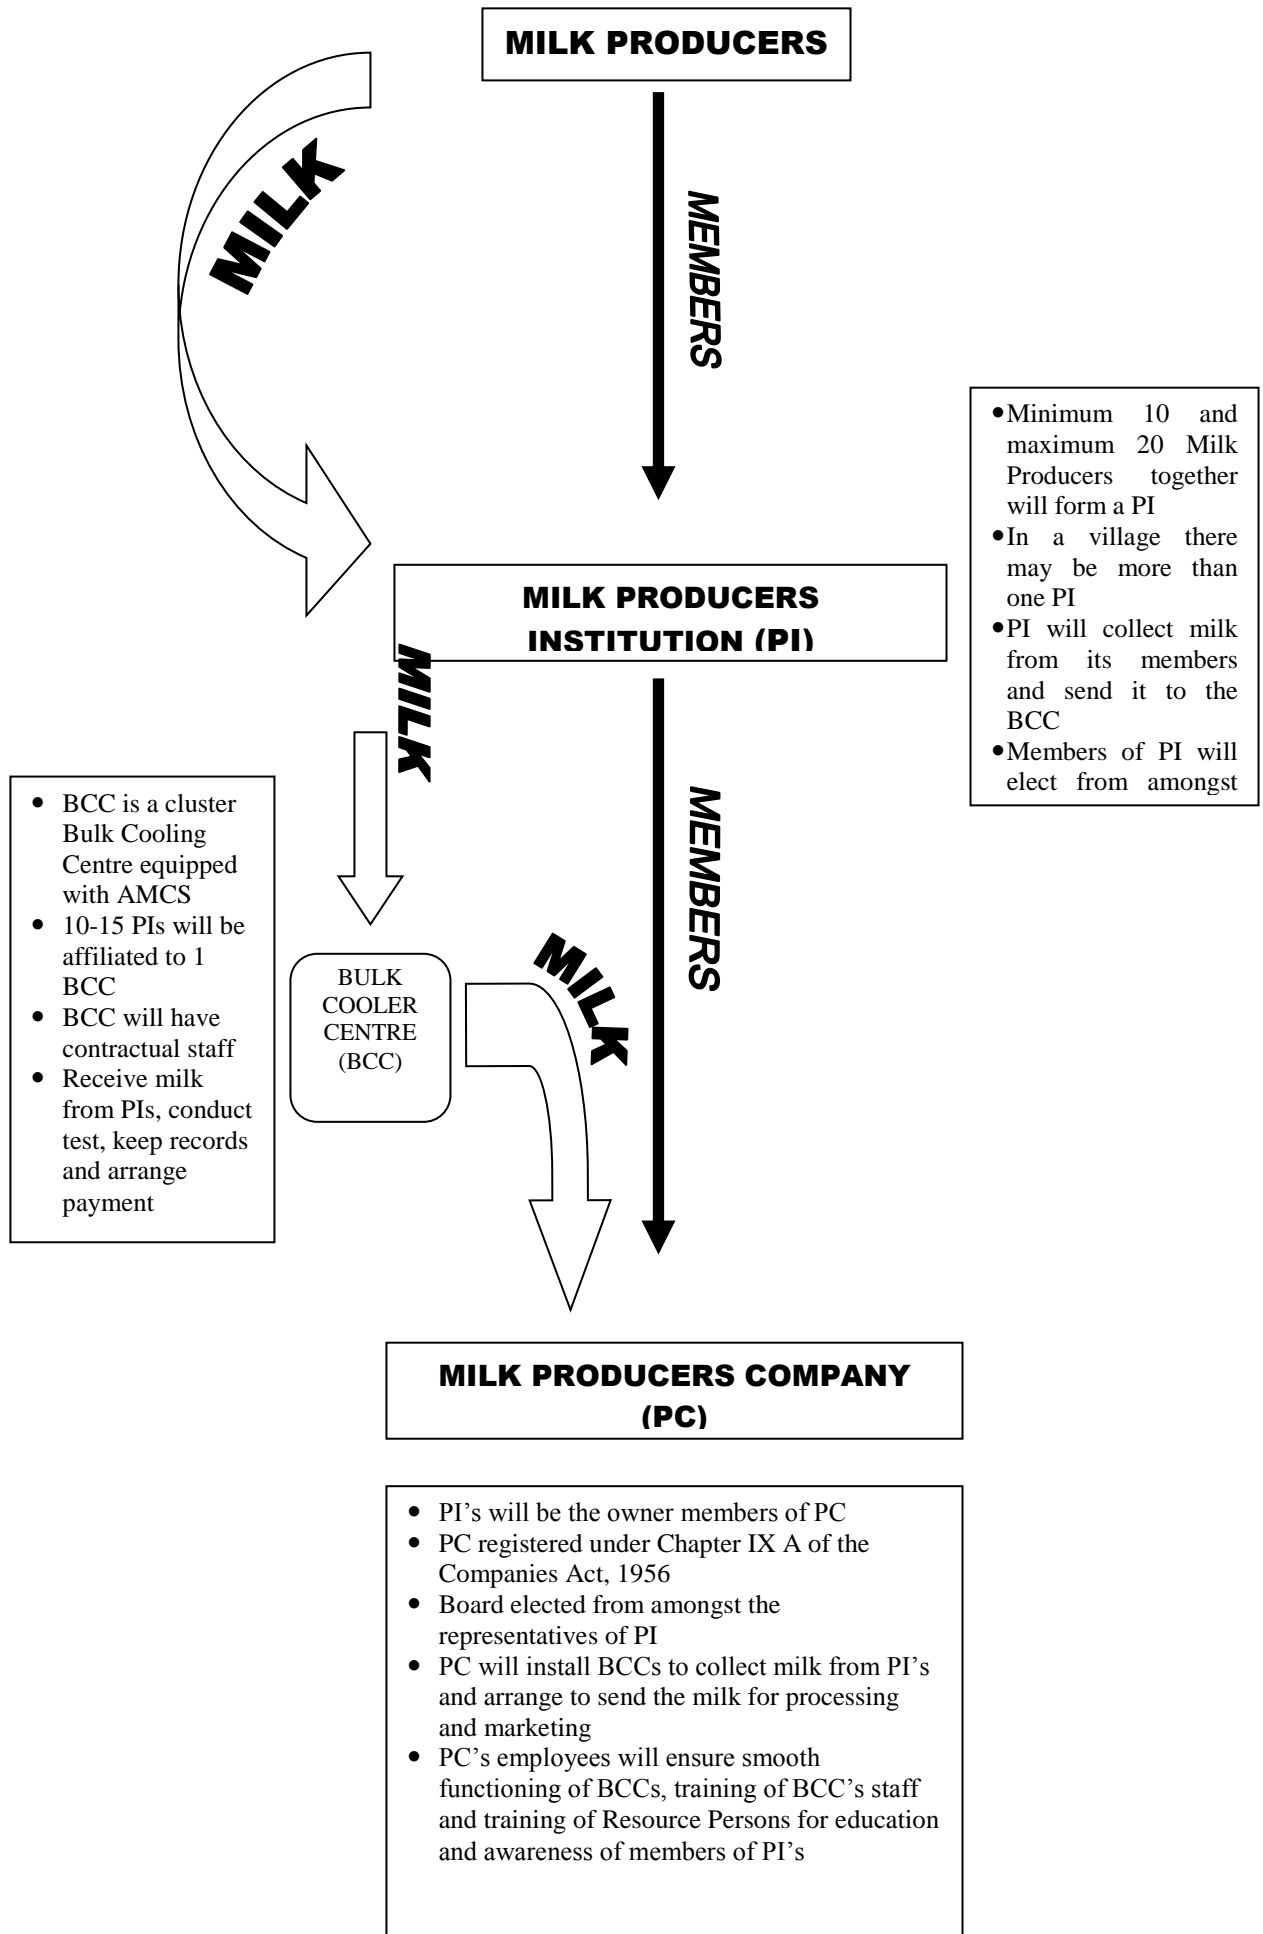 MILK PRODUCERS
MILK
MEMBERS
•Minimum 10 and
maximum 20 Milk
Producers together
will form a PI
•In a village there
may be more than
one PI
•PI will collect milk
from its members
and send it to the
BCC
•Members of PI will
elect from amongst
MILK PRODUCERS
INSTITUTION (PI)
MILK
MEMBERS
• BCC is a cluster
Bulk Cooling
Centre equipped
with AMCS
• 10-15 PIs will be
affiliated to 1
BCC
• BCC will have
contractual staff
• Receive milk
from PIs, conduct
test, keep records
and arrange
payment
BULK
COOLER
CENTRE
(BCC)
MILK
MILK PRODUCERS COMPANY
(PC)
• PI’s will be the owner members of PC
• PC registered under Chapter IX A of the
Companies Act, 1956
• Board elected from amongst the
representatives of PI
• PC will install BCCs to collect milk from PI’s
and arrange to send the milk for processing
and marketing
• PC’s employees will ensure smooth
functioning of BCCs, training of BCC’s staff
and training of Resource Persons for education
and awareness of members of PI’s